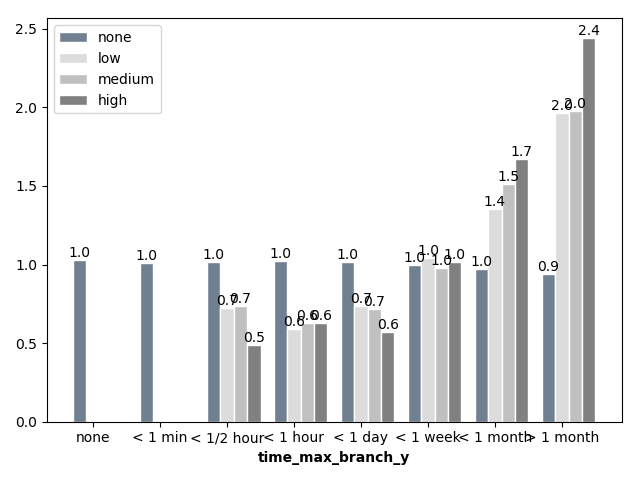 none
low
medium
high
2.5
2.0
1.5
1.0
0.5
0.0
1.0
1.0
1.0 0.7 0.7 0.5
1.0 0.6 0.6 0.6
1.0 0.7 0.7 0.6
1.0 1.0 1.0 1.0
1.0 1.4 1.5 1.7
0.9 2.0 2.0 2.4
none < 1 min < 1/2 hour < 1 hour < 1 day < 1 week < 1 month > 1 month
time_max_branch_y